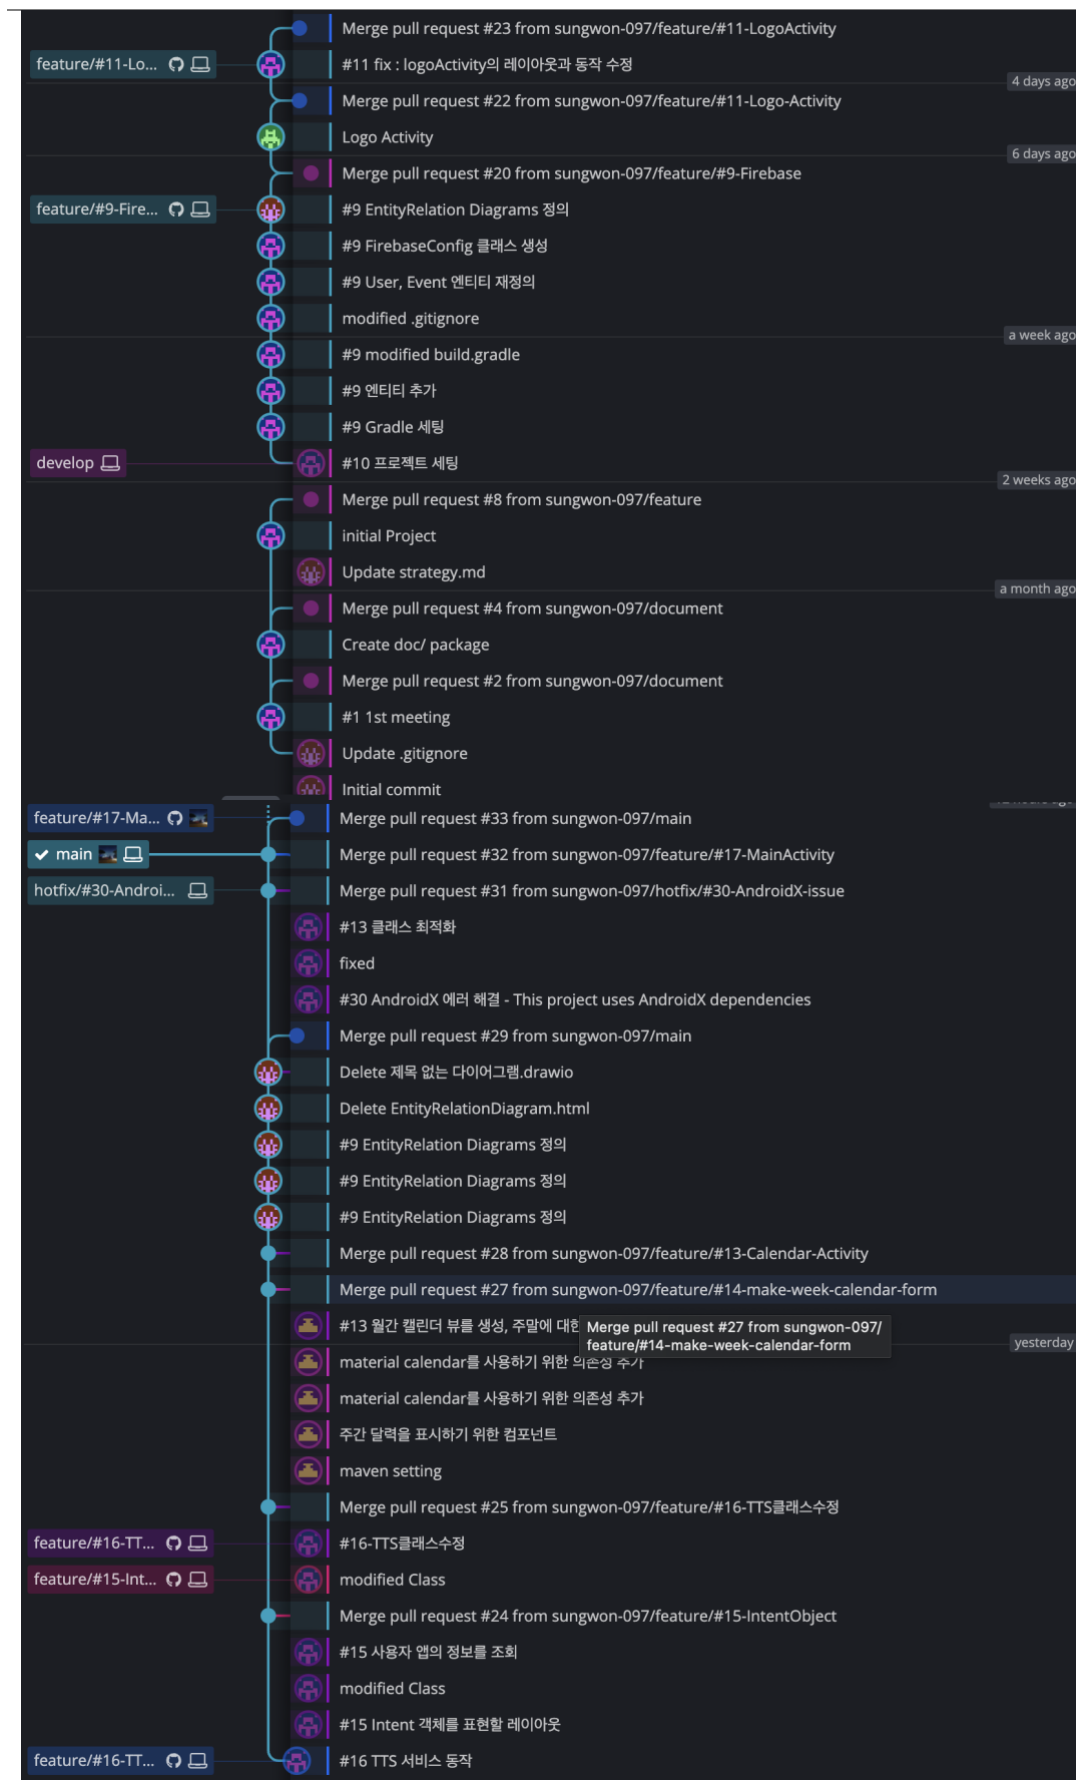 Merge pull request #23 from sungwon-097/feature/#11-LogoActivity
feature/#11-Lo... #11 fix : logoActivity의 레이아웃과 동작 수정
4 days ago
Merge pull request #22 from sungwon-097/feature/#11-Logo-Activity
Logo Activity
6 days ago
Merge pull request #20 from sungwon-097/feature/#9-Firebase
feature/#9-Fire... #9 EntityRelation Diagrams 정의
#9 FirebaseConfig 클래스 생성
#9 User, Event 엔티티 재정의
modified .gitignore
a week ago
#9 modified build.gradle
#9 엔티티 추가
#9 Gradle 세팅
develop #10 프로젝트 세팅
2 weeks ago
Merge pull request #8 from sungwon-097/feature
initial Project
Update strategy.md
a month ago
Merge pull request #4 from sungwon-097/document
Create doc/ package
Merge pull request #2 from sungwon-097/document
#1 1st meeting
Update .gitignore
Initial commit
feature/#17-Ma... Merge pull request #33 from sungwon-097/main
main Merge pull request #32 from sungwon-097/feature/#17-MainActivity
hotfix/#30-Androi... Merge pull request #31 from sungwon-097/hotfix/#30-AndroidX-issue
#13 클래스 최적화
fixed
#30 AndroidX 에러 해결 - This project uses AndroidX dependencies
Merge pull request #29 from sungwon-097/main
Delete 제목 없는 다이어그램.drawio
Delete EntityRelationDiagram.html
#9 EntityRelation Diagrams 정의
#9 EntityRelation Diagrams 정의
#9 EntityRelation Diagrams 정의
Merge pull request #28 from sungwon-097/feature/#13-Calendar-Activity
Merge pull request #27 from sungwon-097/feature/#14-make-week-calendar-form
#13 월간 캘린더 뷰를 생성, 주말에 대한
Merge pull request #27 from sungwon-097/
feature/#14-make-week-calendar-form
yesterday
material calendar를 사용하기 위한 의존성 추가
material calendar를 사용하기 위한 의존성 추가
주간 달력을 표시하기 위한 컴포넌트
maven setting
Merge pull request #25 from sungwon-097/feature/#16-TTS클래스수정
feature/#16-TT... #16-TTS클래스수정
feature/#15-Int... modified Class
Merge pull request #24 from sungwon-097/feature/#15-IntentObject
#15 사용자 앱의 정보를 조회
modified Class
#15 Intent 객체를 표현할 레이아웃
feature/#16-TT... #16 TTS 서비스 동작